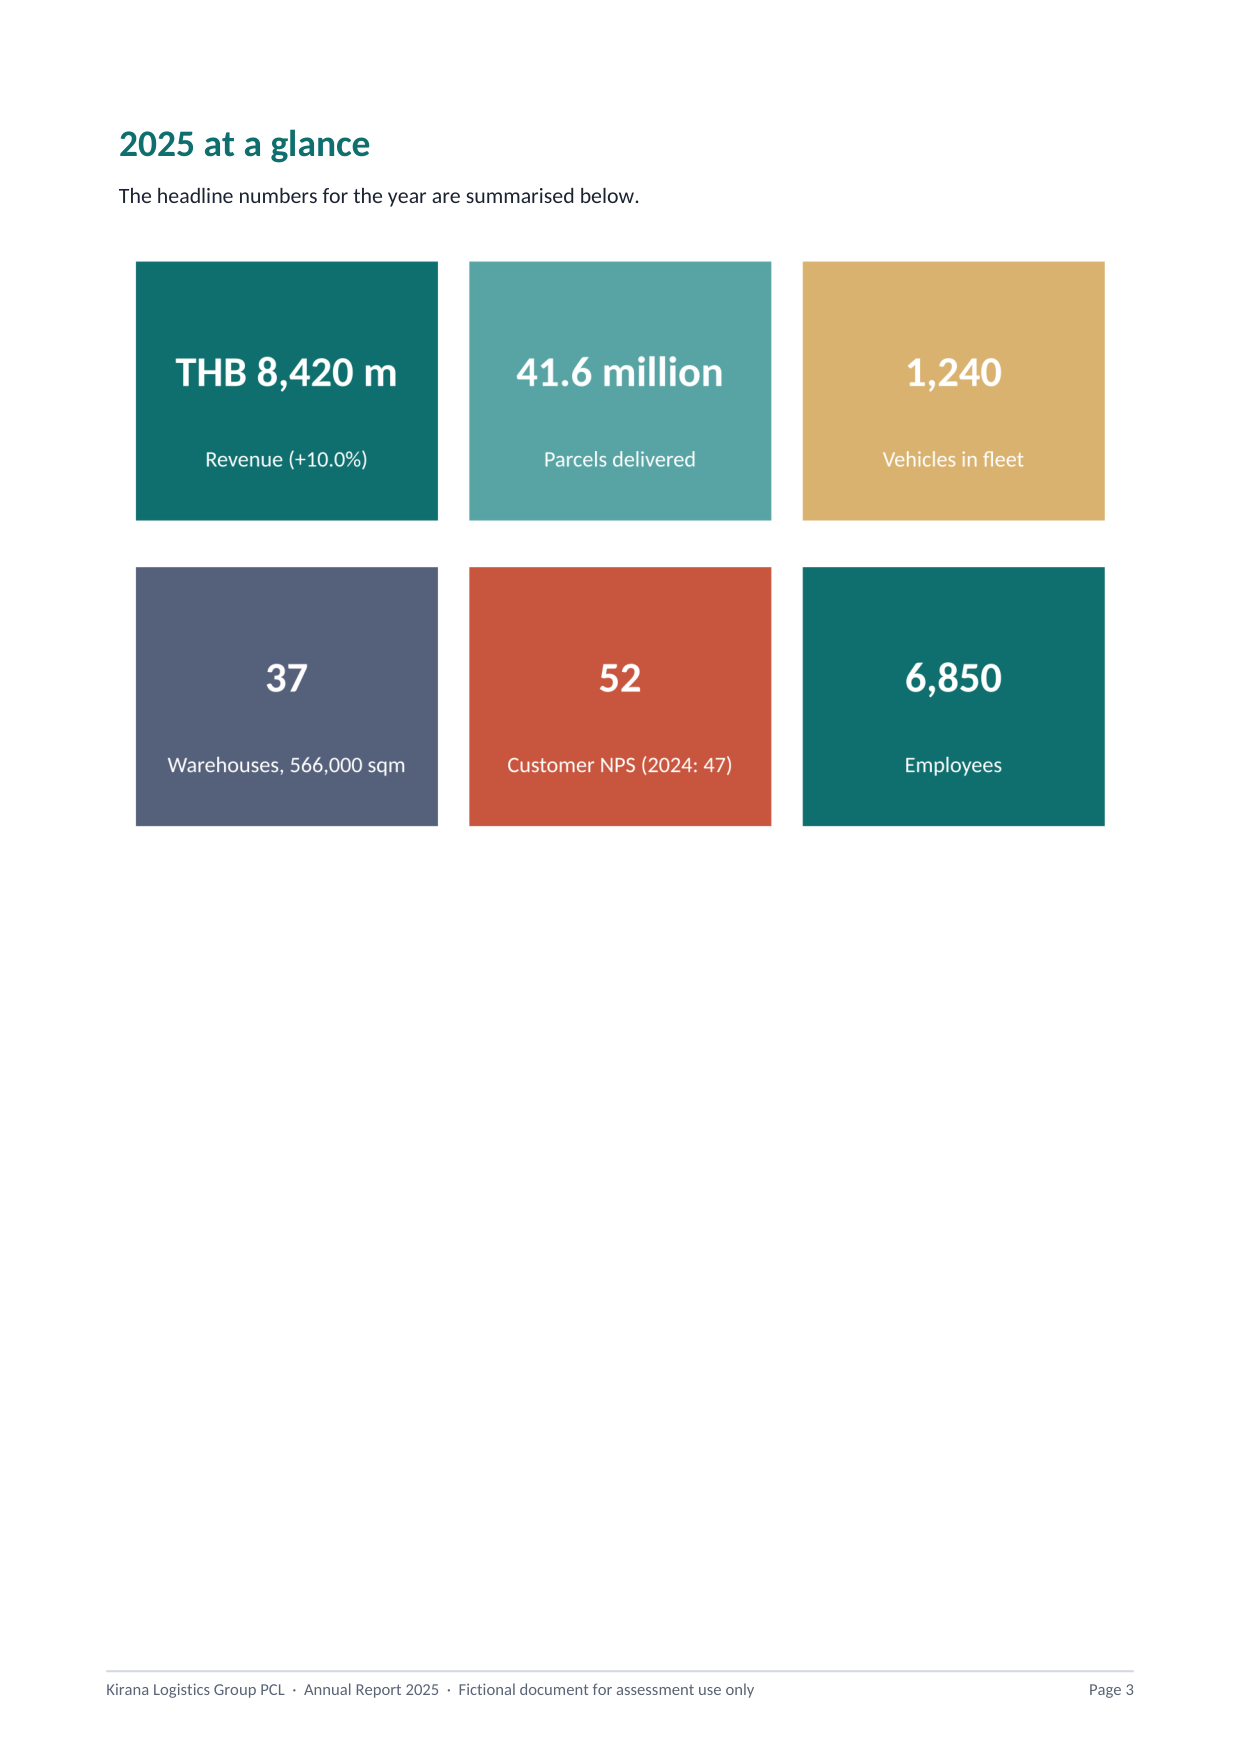 2025 at a glance
The headline numbers for the year are summarised below.
THB 8,420 m
Revenue (+10.0%)
41.6 million
Parcels delivered
1,240
Vehicles in fleet
37
Warehouses, 566,000 sqm
52
Customer NPS (2024: 47)
6,850
Employees
Kirana Logistics Group PCL · Annual Report 2025 · Fictional document for assessment use only
Page 3